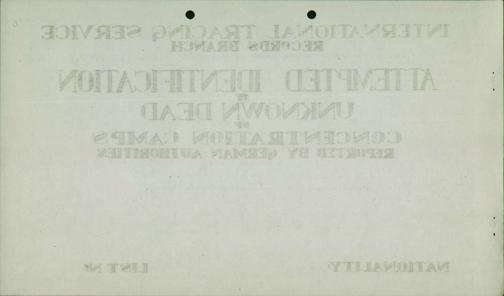 INTERNATIONAL TRACING SERVICE
RECORDS BRANCH
ATTEMPTED IDENTIFICATION
OF
UNKNOWN DEAD
OF
CONCENTRATION CAMPS
REPORTED BY GERMAN AUTHORITIES
NATIONALITY LIST Nº